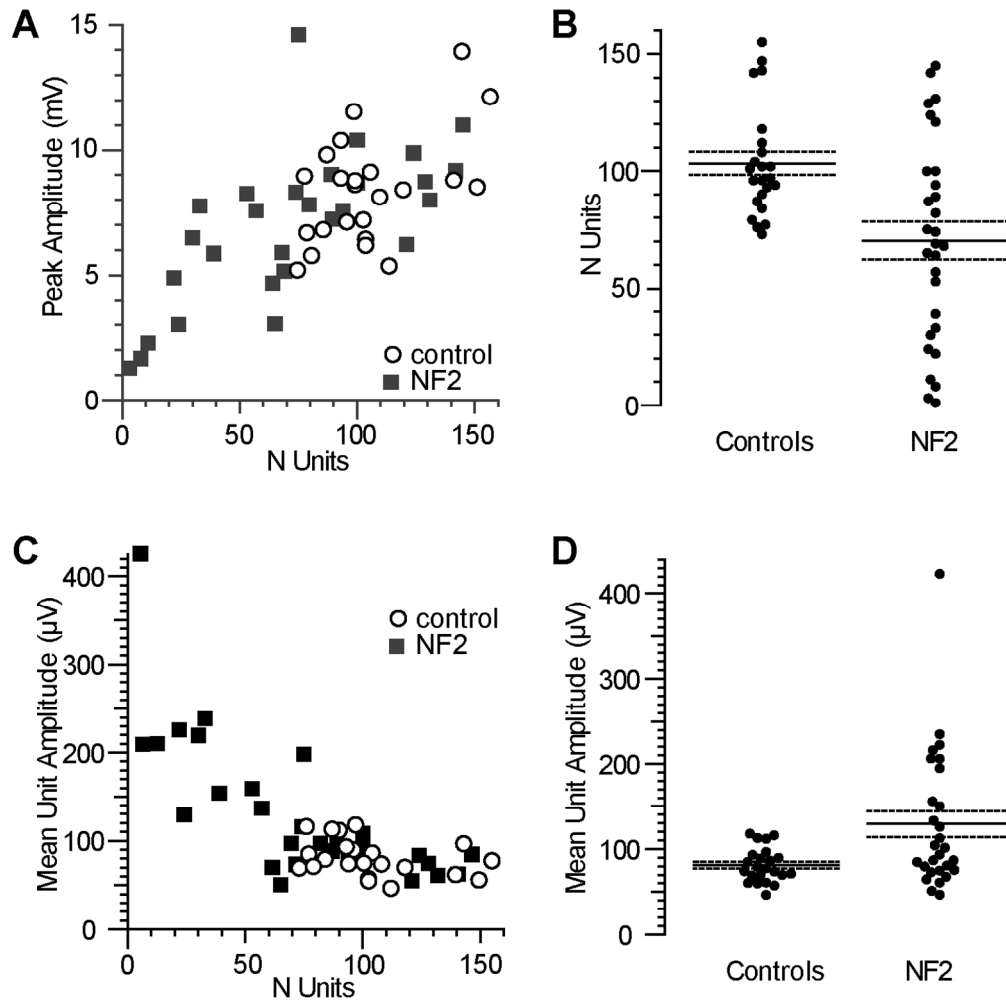 A
Peak Amplitude (mV)
15
10
5
0
0 50 100 150
N Units
control
NF2
B
N Units
150
100
50
0
Controls NF2
C
Mean Unit Amplitude (µV)
400
300
200
100
0
0 50 100 150
N Units
control
NF2
D
Mean Unit Amplitude (µV)
400
300
200
100
0
Controls NF2